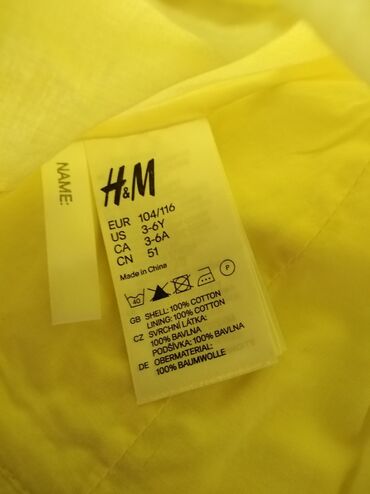 NAME:
H&M
EUR 104/116
US 3-6Y
CA 3-6A
CN 51
Made in China
40
P
GB SHELL: 100% COTTON
LINING: 100% COTTON
CZ SVRCHNÍ LÁTKA:
100% BAVLNA
PODŠÍVKA: 100% BAVLNA
DE OBERMATERIAL:
100% BAUMWOLLE